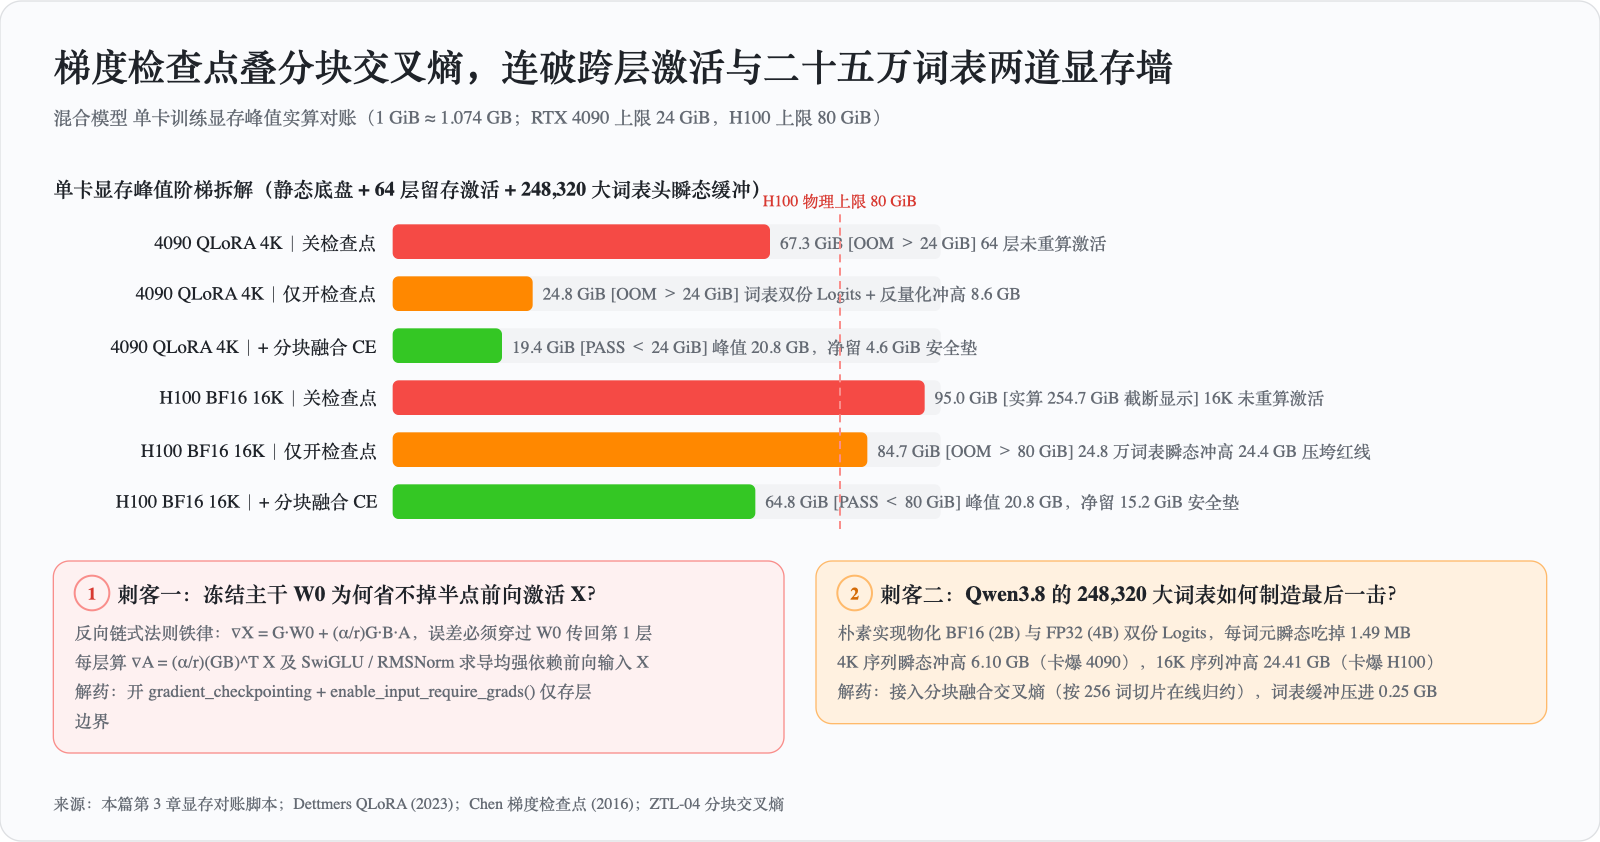 梯度检查点叠分块交叉熵，连破跨层激活与二十五万词表两道显存墙
混合模型 单卡训练显存峰值实算对账（1 GiB ≈ 1.074 GB；RTX 4090 上限 24 GiB，H100 上限 80 GiB）
单卡显存峰值阶梯拆解（静态底盘 + 64 层留存激活 + 248,320 大词表头瞬态缓冲）
H100 物理上限 80 GiB
4090 QLoRA 4K | 关检查点 67.3 GiB [OOM > 24 GiB] 64 层未重算激活
4090 QLoRA 4K | 仅开检查点 24.8 GiB [OOM > 24 GiB] 词表双份 Logits + 反量化冲高 8.6 GB
4090 QLoRA 4K | + 分块融合 CE 19.4 GiB [PASS < 24 GiB] 峰值 20.8 GB，净留 4.6 GiB 安全垫
H100 BF16 16K | 关检查点 95.0 GiB [实算 254.7 GiB 截断显示] 16K 未重算激活
H100 BF16 16K | 仅开检查点 84.7 GiB [OOM > 80 GiB] 24.8 万词表瞬态冲高 24.4 GB 压垮红线
H100 BF16 16K | + 分块融合 CE 64.8 GiB [PASS < 80 GiB] 峰值 20.8 GB，净留 15.2 GiB 安全垫
1 刺客一：冻结主干 W0 为何省不掉半点前向激活 X?
反向链式法则铁律：∇X = G·W0 + (α/r)G·B·A，误差必须穿过 W0 传回第 1 层
每层算 ∇A = (α/r)(GB)^T X 及 SwiGLU / RMSNorm 求导均强依赖前向输入 X
解药：开 gradient_checkpointing + enable_input_require_grads() 仅存层
边界
2 刺客二：Qwen3.8 的 248,320 大词表如何制造最后一击?
朴素实现物化 BF16 (2B) 与 FP32 (4B) 双份 Logits，每词元瞬态吃掉 1.49 MB
4K 序列瞬态冲高 6.10 GB（卡爆 4090），16K 序列冲高 24.41 GB（卡爆 H100）
解药：接入分块融合交叉熵（按 256 词切片在线归约），词表缓冲压进 0.25 GB
来源：本篇第 3 章显存对账脚本；Dettmers QLoRA (2023)；Chen 梯度检查点 (2016)；ZTL-04 分块交叉熵